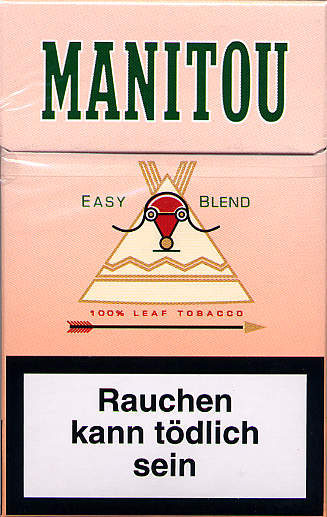 MANITOU
EASY BLEND
100% LEAF TOBACCO
Rauchen
kann tödlich
sein